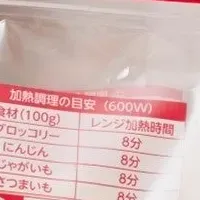 加熱調理の目安 (600W)
食材(100g) レンジ加熱時間
ブロッコリー 8分
にんじん 8分
じゃがいも 8分
さつまいも 8分